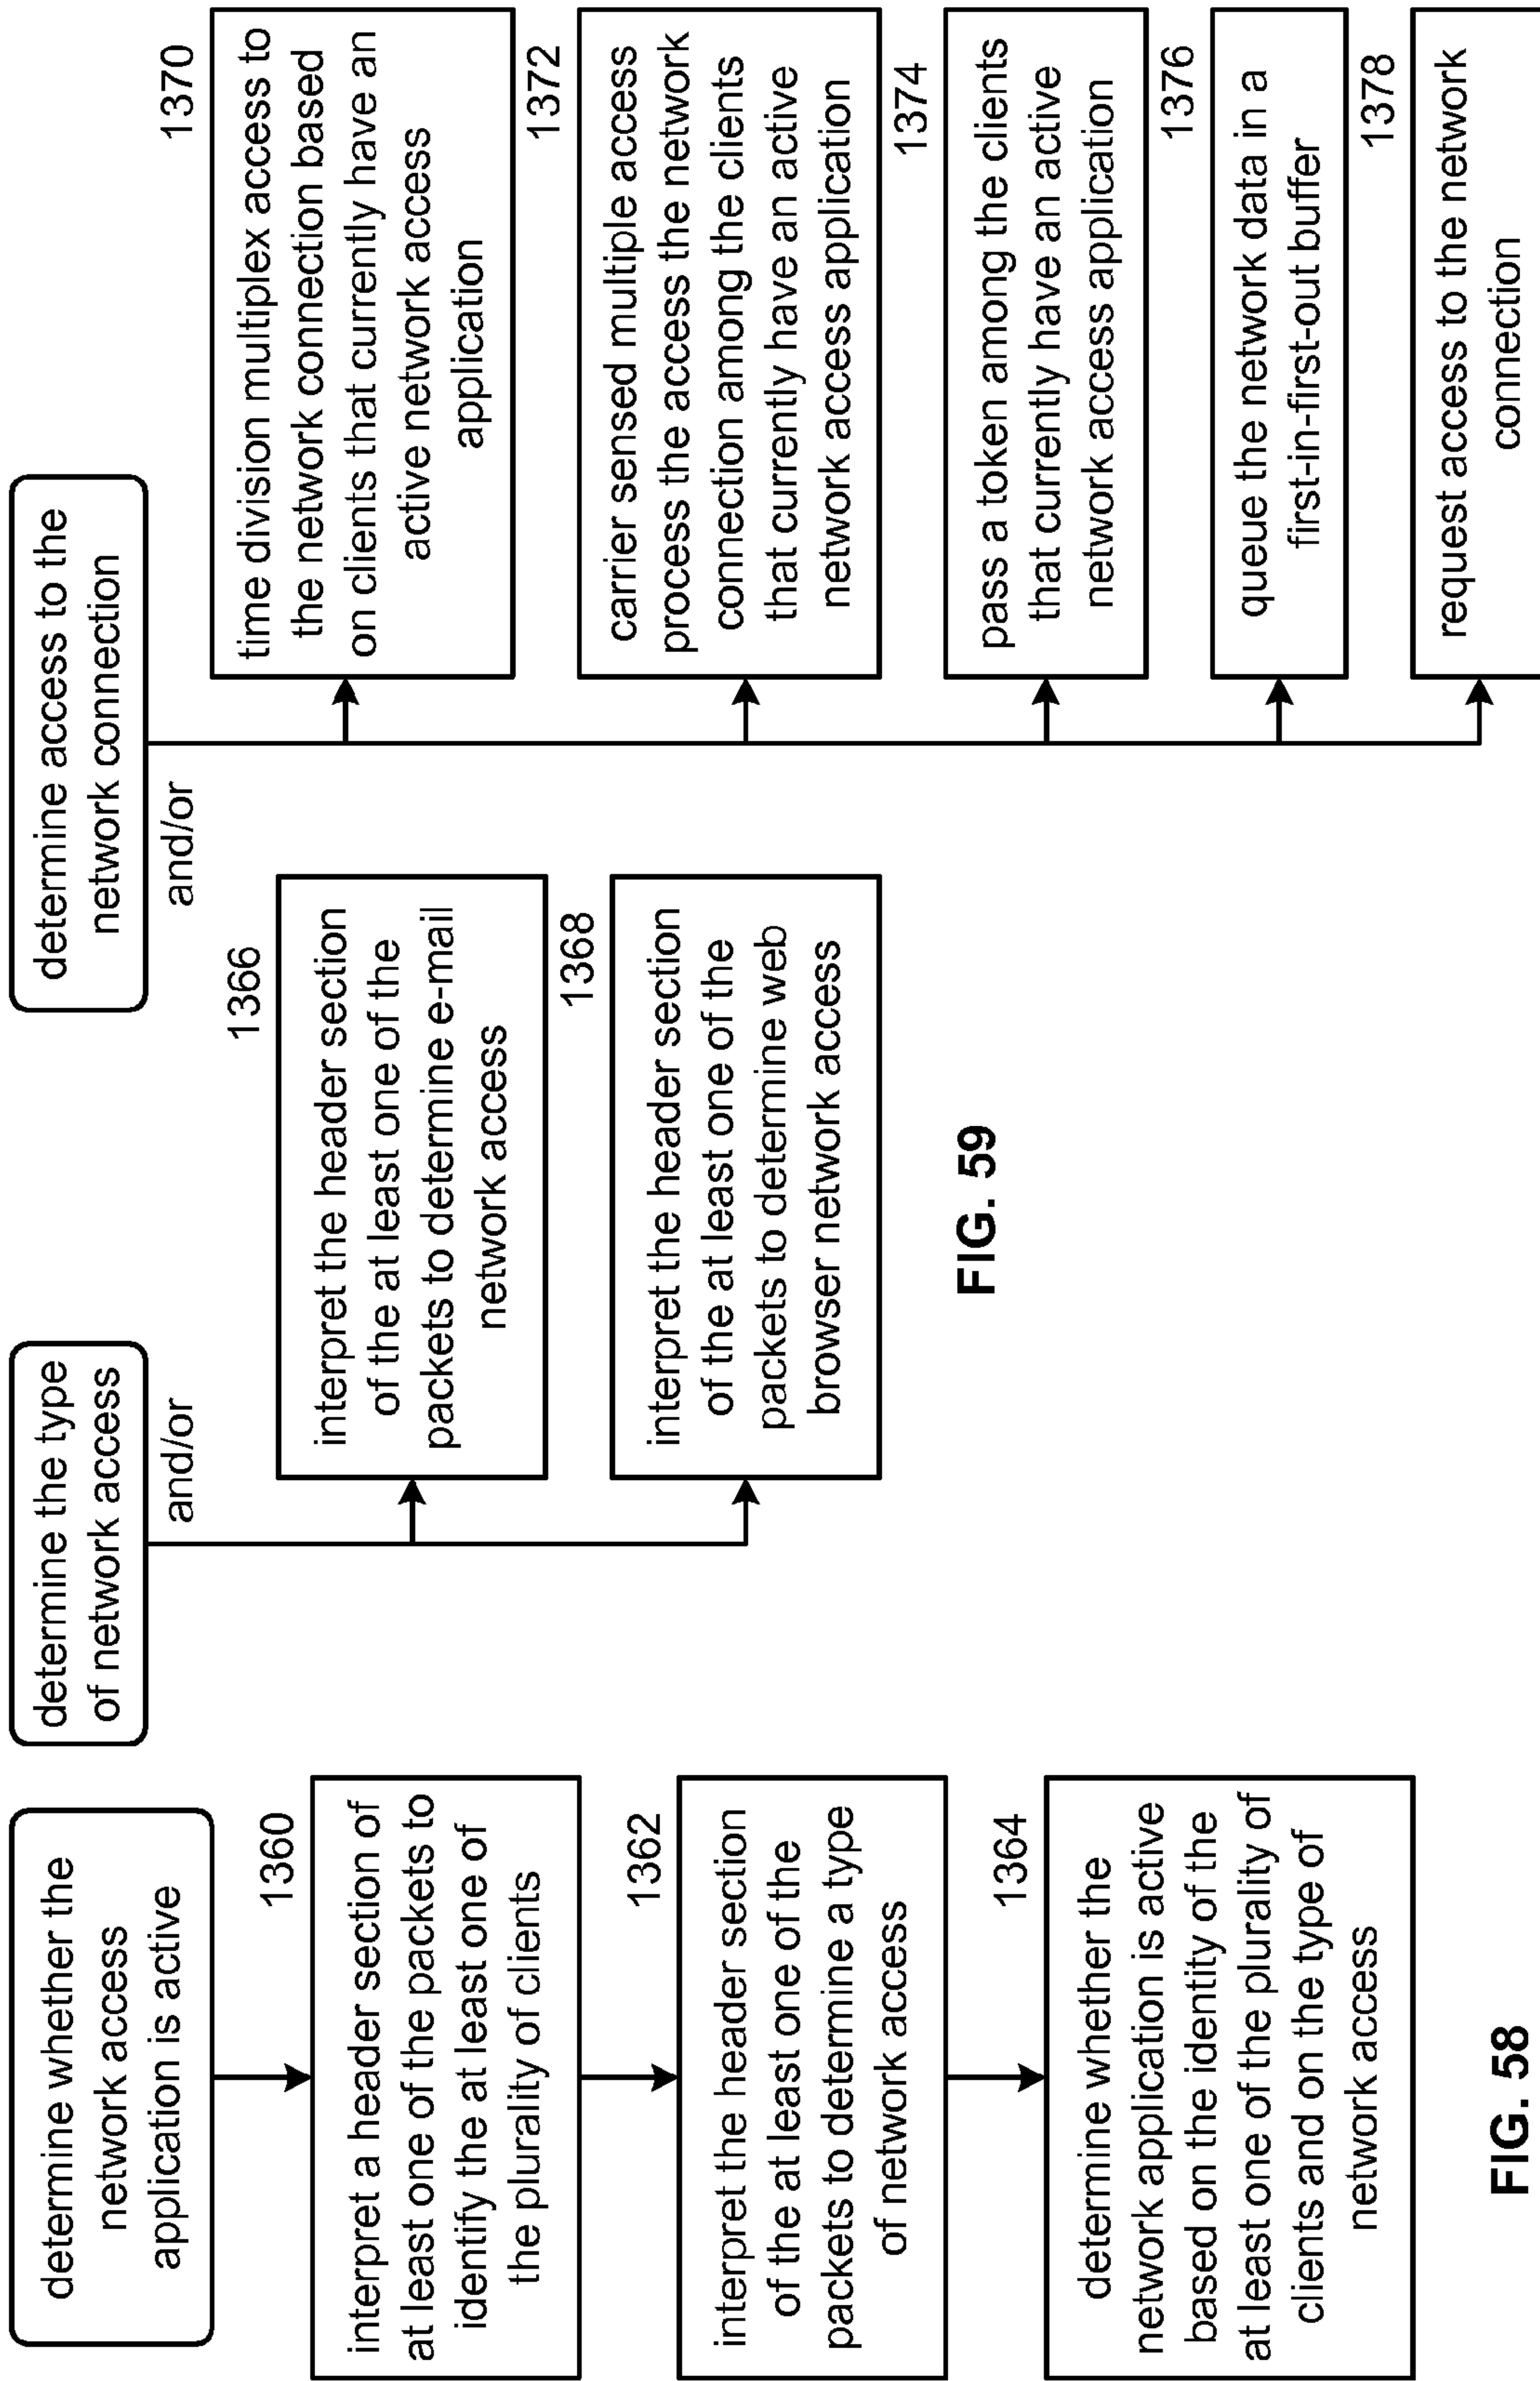 determine whether the
network access
application is active
1360
interpret a header section of
at least one of the packets to
identify the at least one of
the plurality of clients
1362
interpret the header section
of the at least one of the
packets to determine a type
of network access
1364
determine whether the
network application is active
based on the identity of the
at least one of the plurality of
clients and on the type of
network access
FIG. 58
determine the type
of network access
and/or
1366
interpret the header section
of the at least one of the
packets to determine e-mail
network access
1368
interpret the header section
of the at least one of the
packets to determine web
browser network access
FIG. 59
determine access to the
network connection
and/or
1370
time division multiplex access to
the network connection based
on clients that currently have an
active network access
application
1372
carrier sensed multiple access
process the access the network
connection among the clients
that currently have an active
network access application
1374
pass a token among the clients
that currently have an active
network access application
1376
queue the network data in a
first-in-first-out buffer
1378
request access to the network
connection